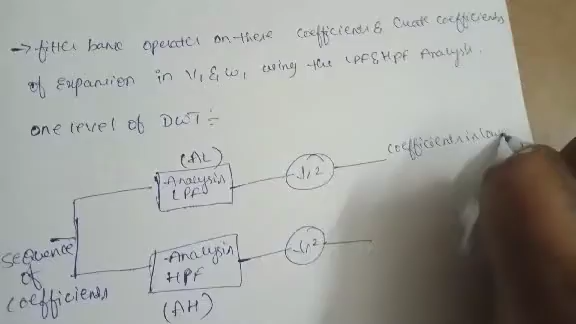 → filter bank operates on these coefficients & Create coefficients
of expansion in V₁ & W₁ using the LPF & HPF Analysis.
one level of DWT :-
(AL)
Analysis
LPF
↓2
coefficients in
sequence
of
coefficients
Analysis
HPF
↓2
(AH)